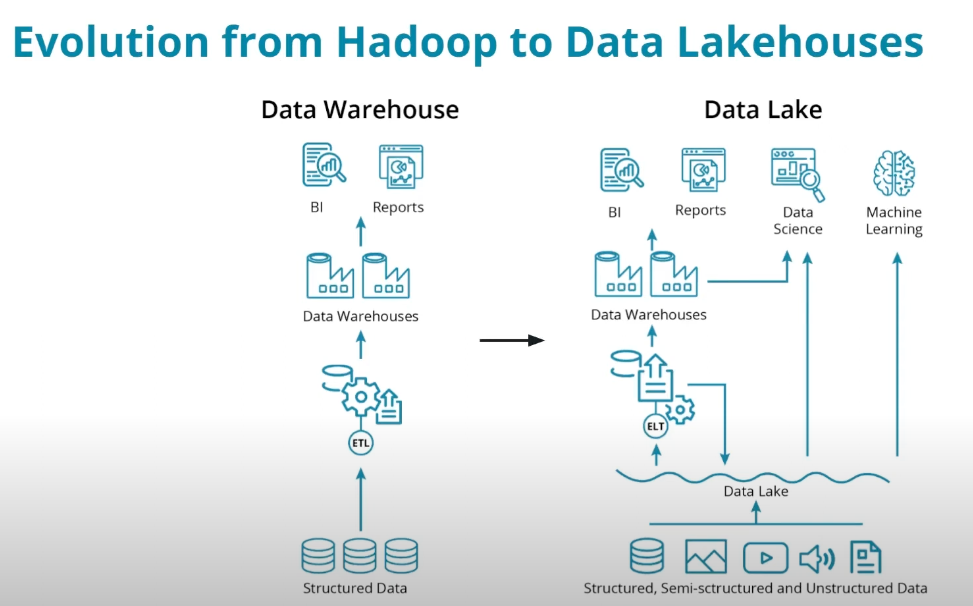 Evolution from Hadoop to Data Lakehouses
Data Warehouse
BI
Reports
Data Warehouses
ETL
Structured Data
Data Lake
BI
Reports
Data
Science
Machine
Learning
Data Warehouses
ELT
Data Lake
Structured, Semi-sctructured and Unstructured Data